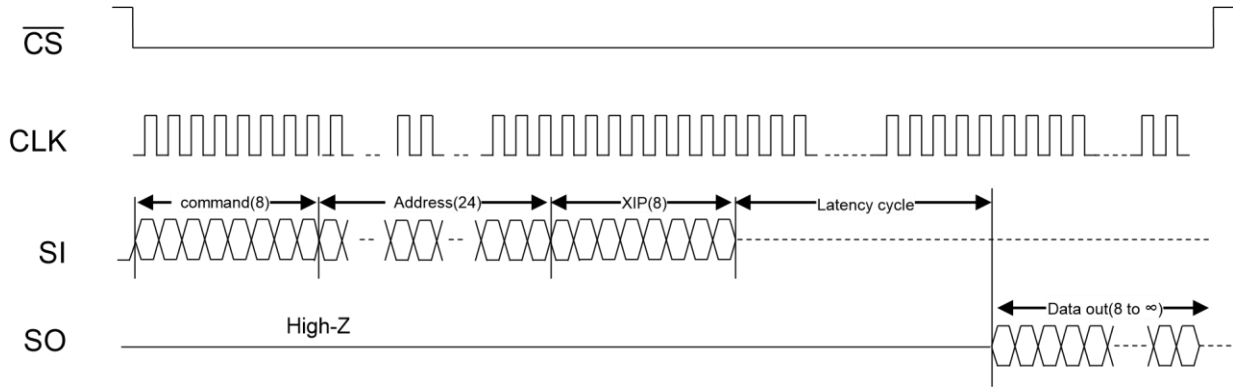 CS
CLK
command(8) Address(24) XIP(8) Latency cycle
SI
Data out(8 to ∞)
High-Z
SO